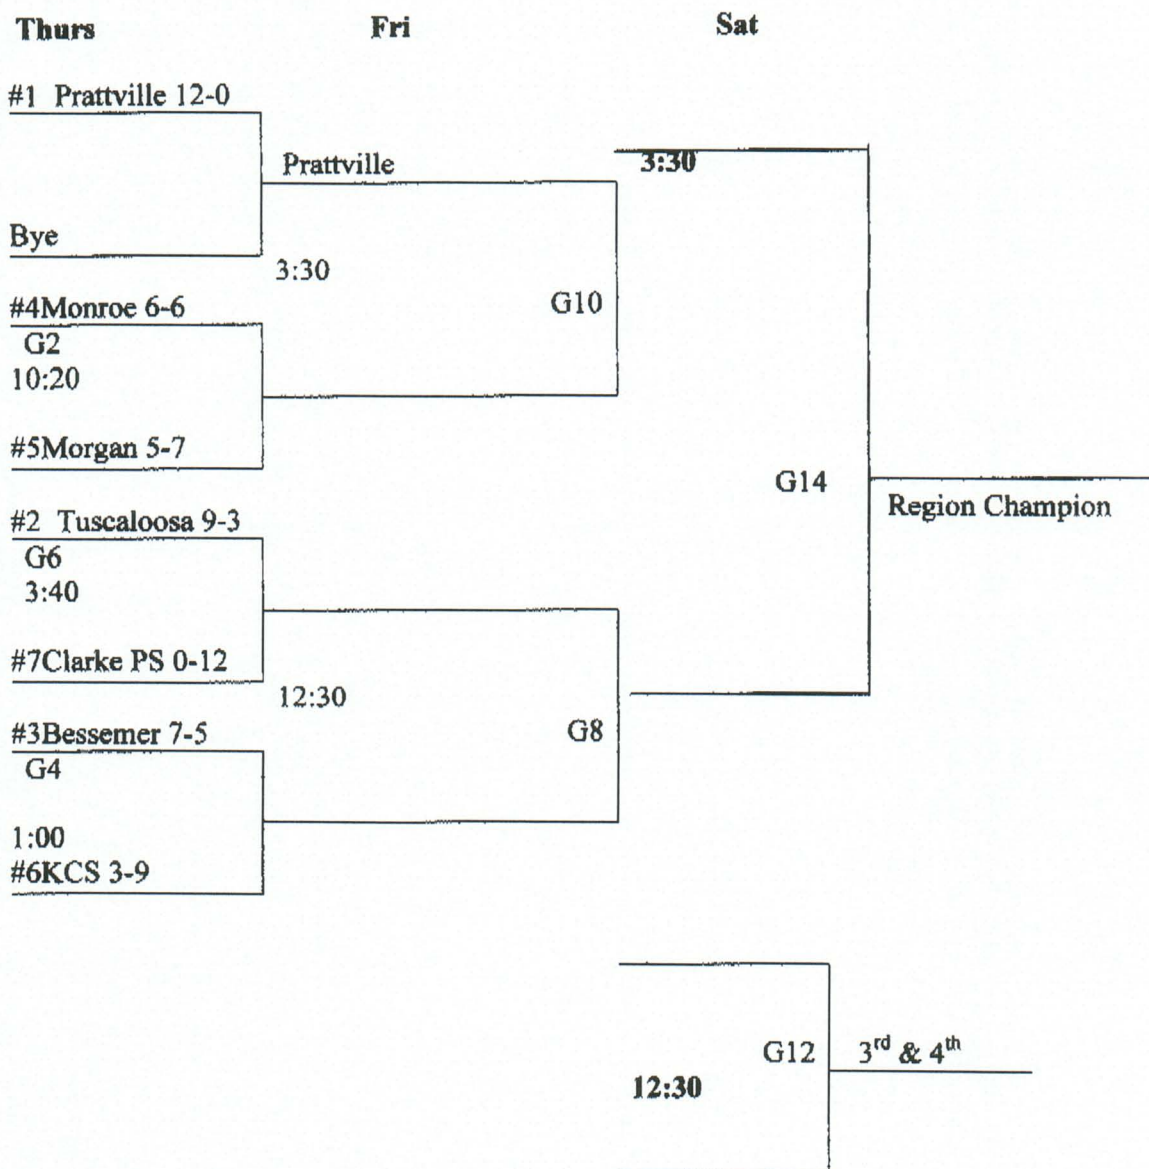 Thurs
Fri
Sat
#1 Prattville 12-0
Prattville
3:30
Bye
3:30
#4Monroe 6-6
G10
G2
10:20
#5Morgan 5-7
G14
Region Champion
#2 Tuscaloosa 9-3
G6
3:40
#7Clarke PS 0-12
12:30
#3Bessemer 7-5
G8
G4
1:00
#6KCS 3-9
G12
3rd & 4th
12:30